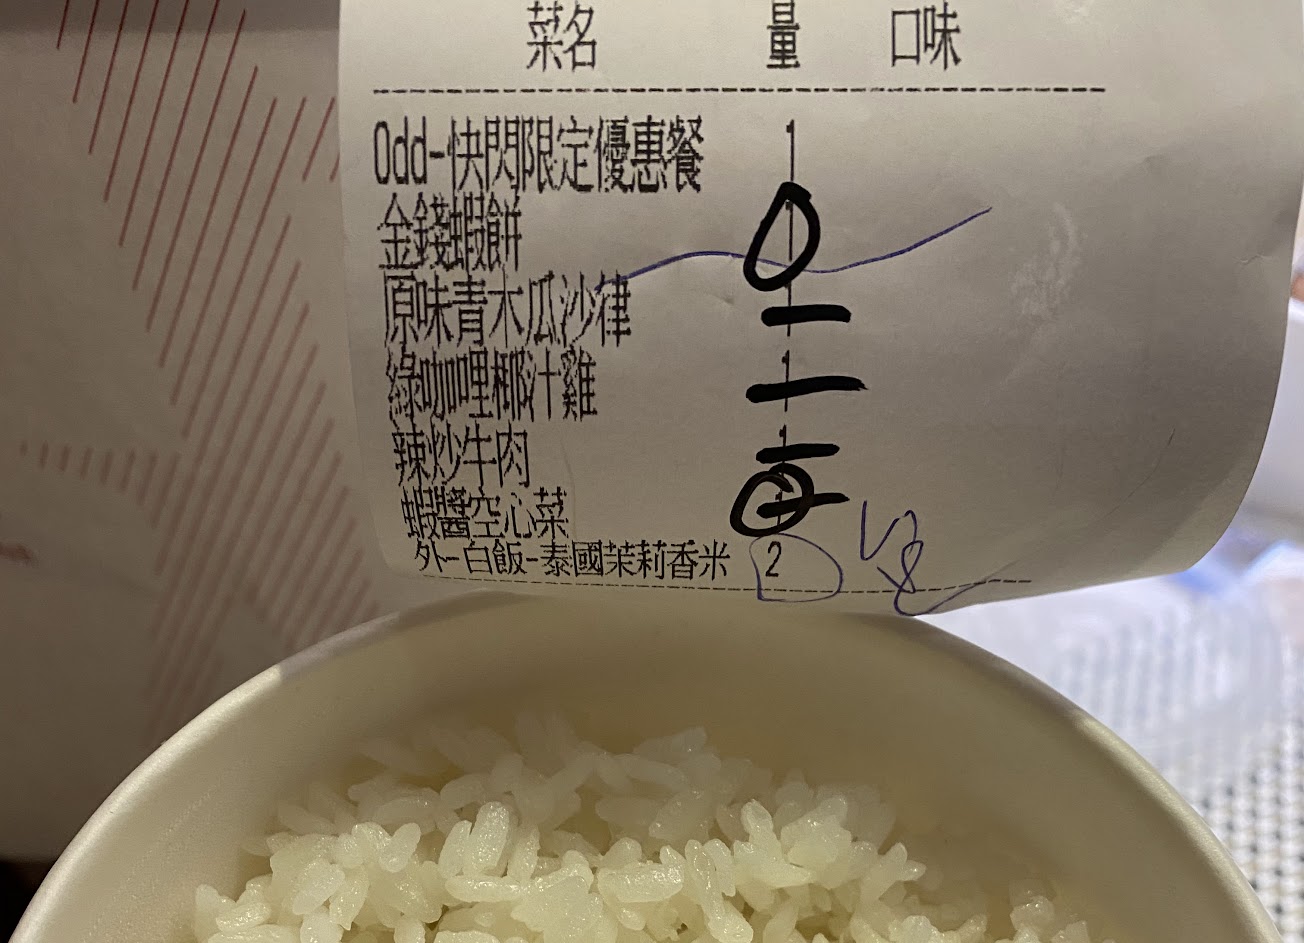 菜名 量 口味
Odd-快閃限定優惠餐 1
金錢蝦餅 1
原味青木瓜沙律 1
綠咖哩椰汁雞 1
辣炒牛肉 1
蝦醬空心菜 1
外-白飯-泰國茉莉香米 2